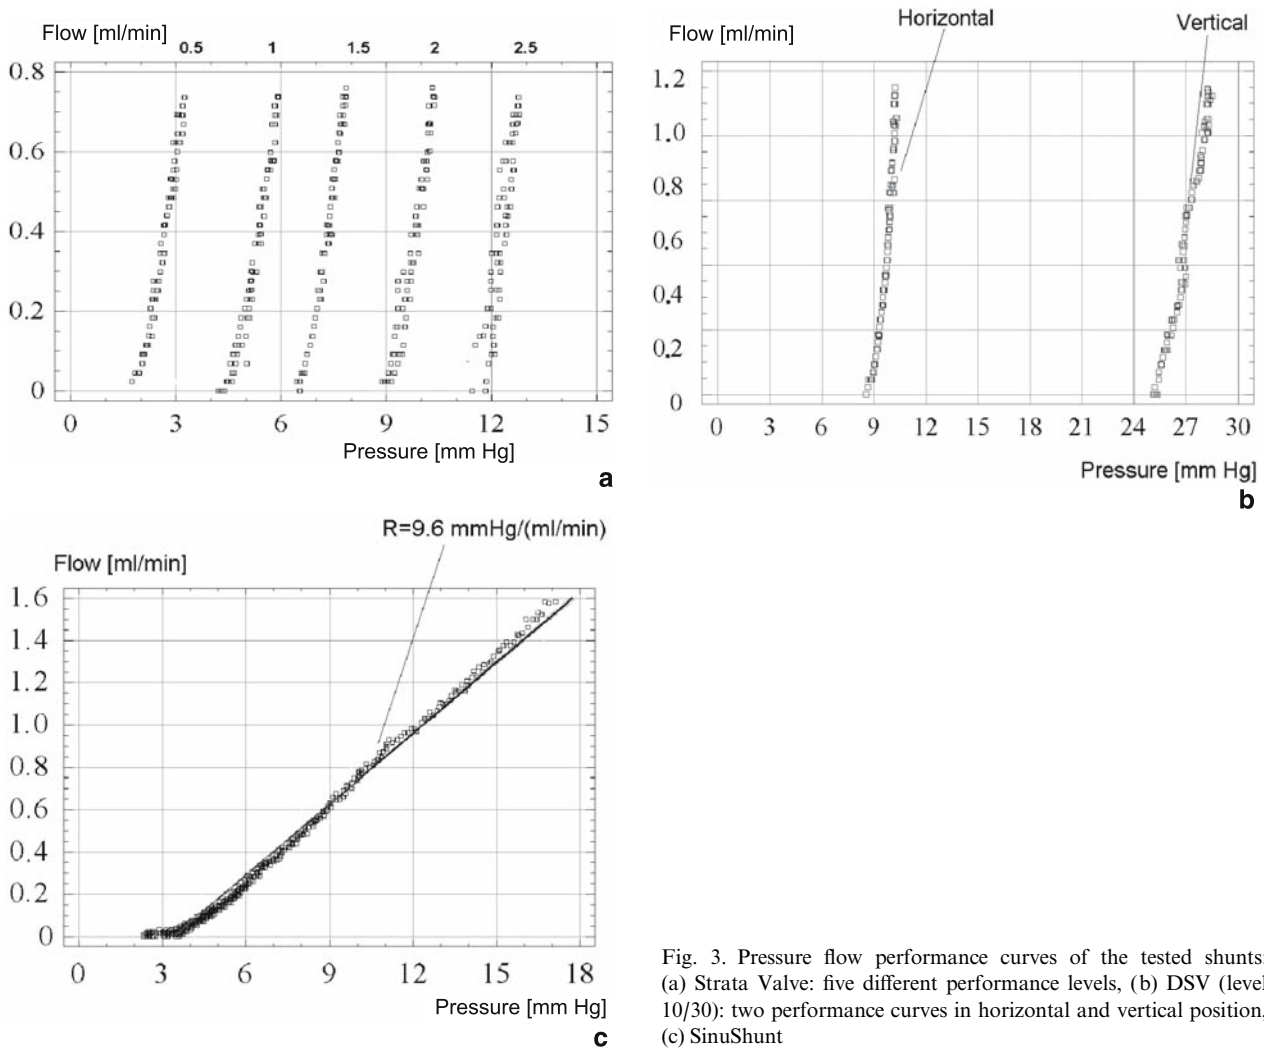 Flow [ml/min]
0.5 1 1.5 2 2.5
0.8
0.6
0.4
0.2
0
0 3 6 9 12 15
Pressure [mm Hg]
a
Horizontal
Vertical
Flow [ml/min]
1.2
1.0
0.8
0.6
0.4
0.2
0
0 3 6 9 12 15 18 21 24 27 30
Pressure [mm Hg]
b
R=9.6 mmHg/(ml/min)
Flow [ml/min]
1.6
1.4
1.2
1.0
0.8
0.6
0.4
0.2
0
0 3 6 9 12 15 18
Pressure [mm Hg]
c
Fig. 3. Pressure flow performance curves of the tested shunts:
(a) Strata Valve: five different performance levels, (b) DSV (level
10/30): two performance curves in horizontal and vertical position,
(c) SinuShunt